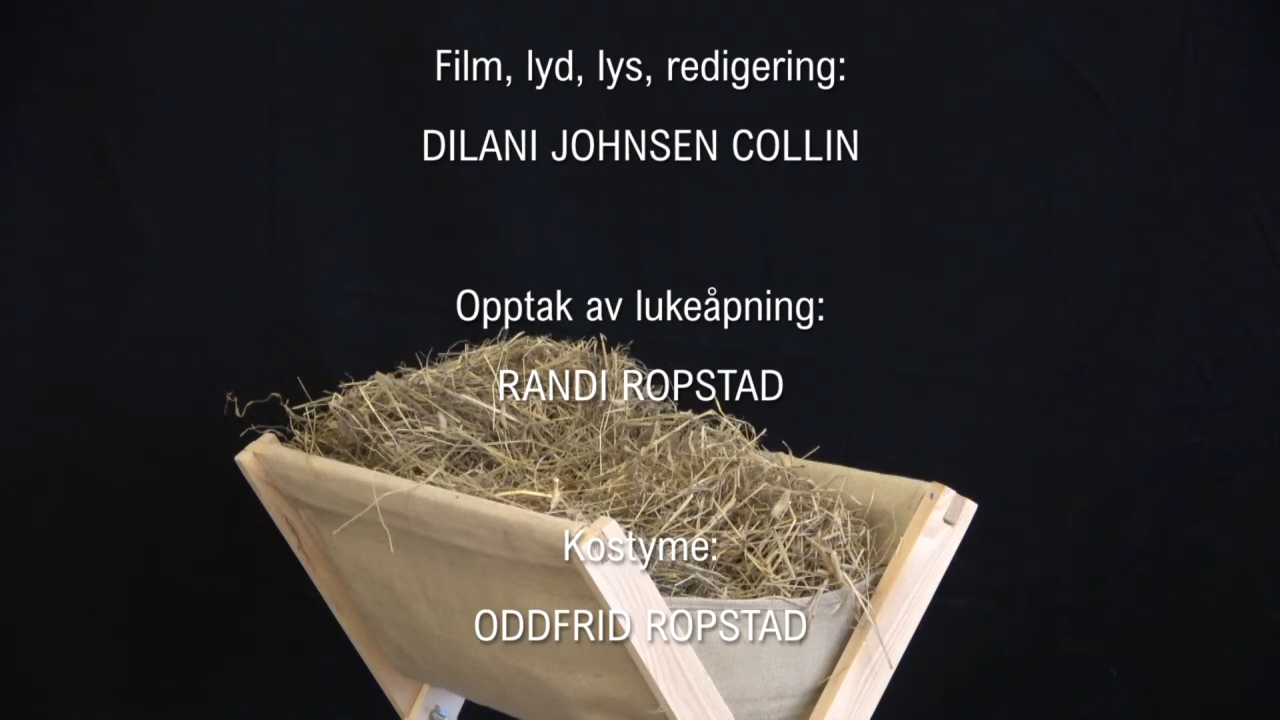 Film, lyd, lys, redigering:
DILANI JOHNSEN COLLIN
Opptak av lukeåpning:
RANDI ROPSTAD
Kostyme:
ODDFRID ROPSTAD